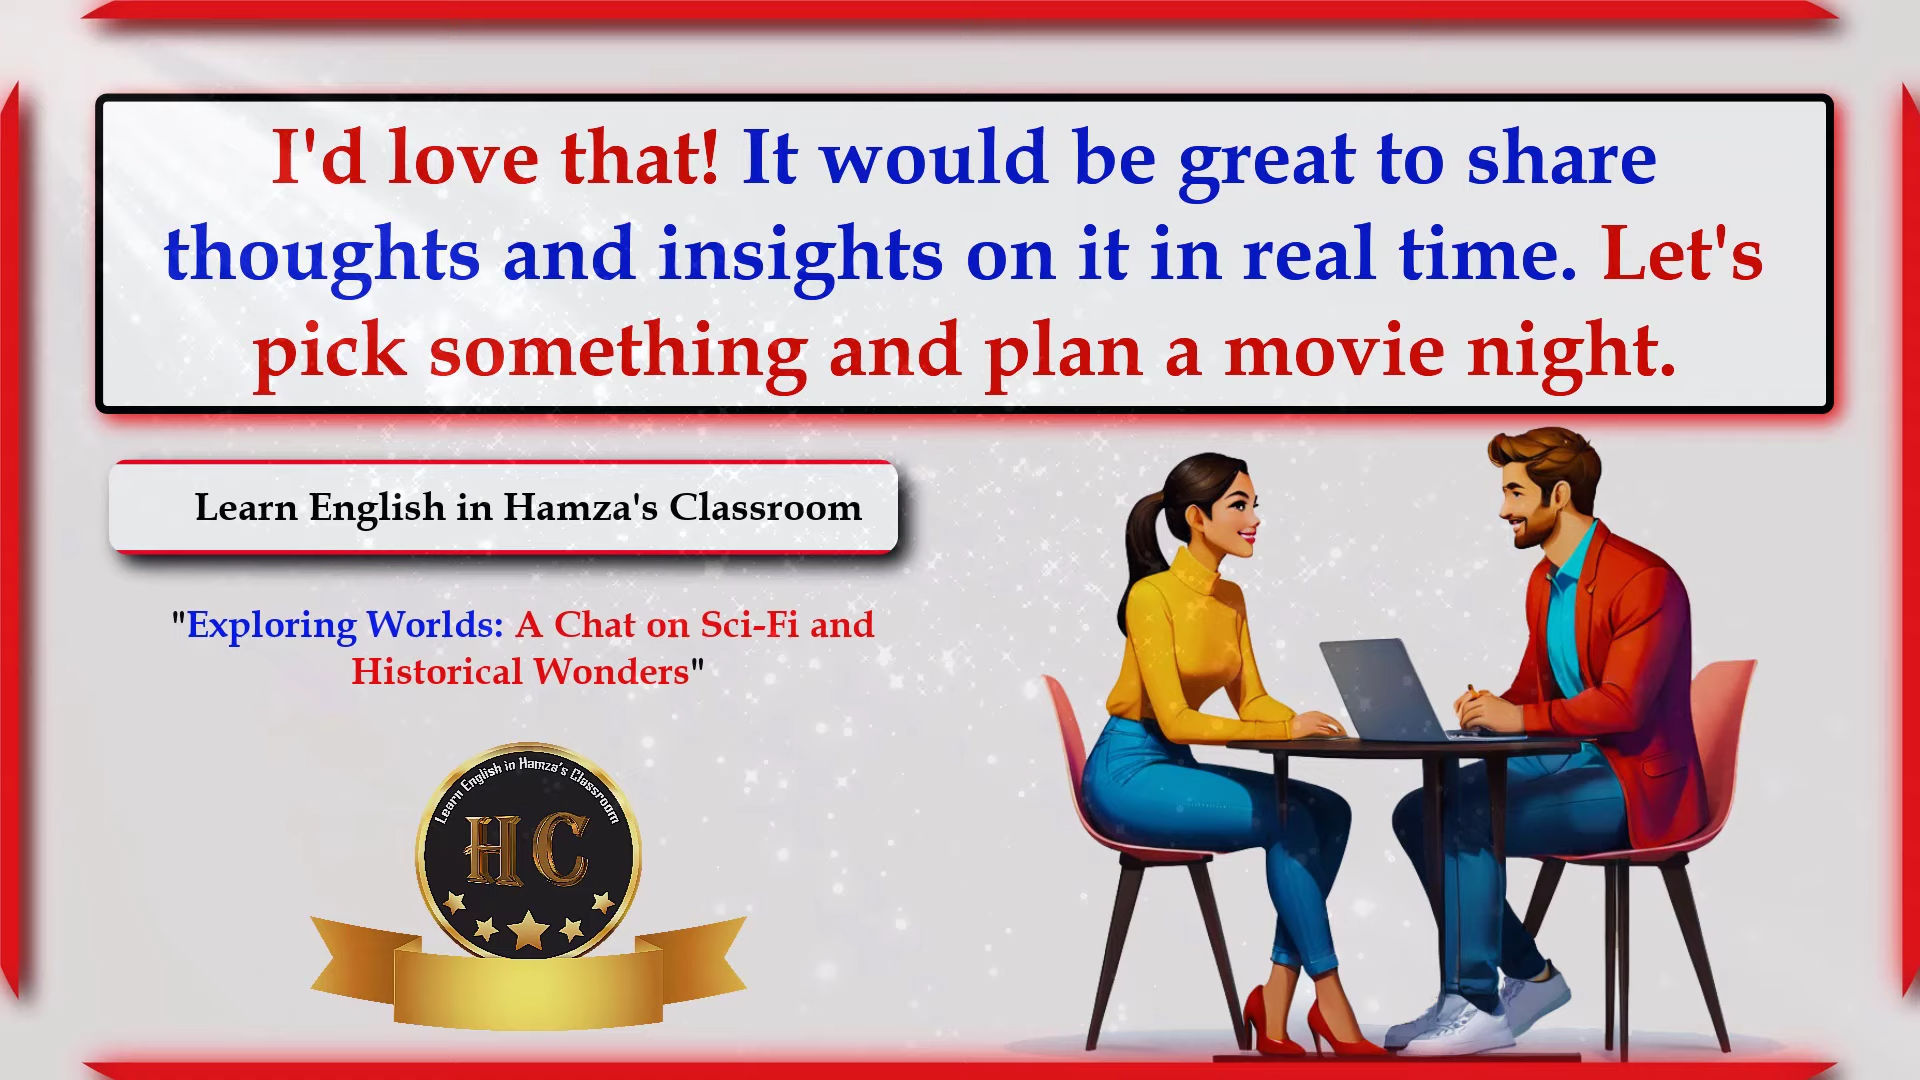 I'd love that! It would be great to share
thoughts and insights on it in real time. Let's
pick something and plan a movie night.
Learn English in Hamza's Classroom
"Exploring Worlds: A Chat on Sci-Fi and
Historical Wonders"
Learn English in Hamza's Classroom
HC